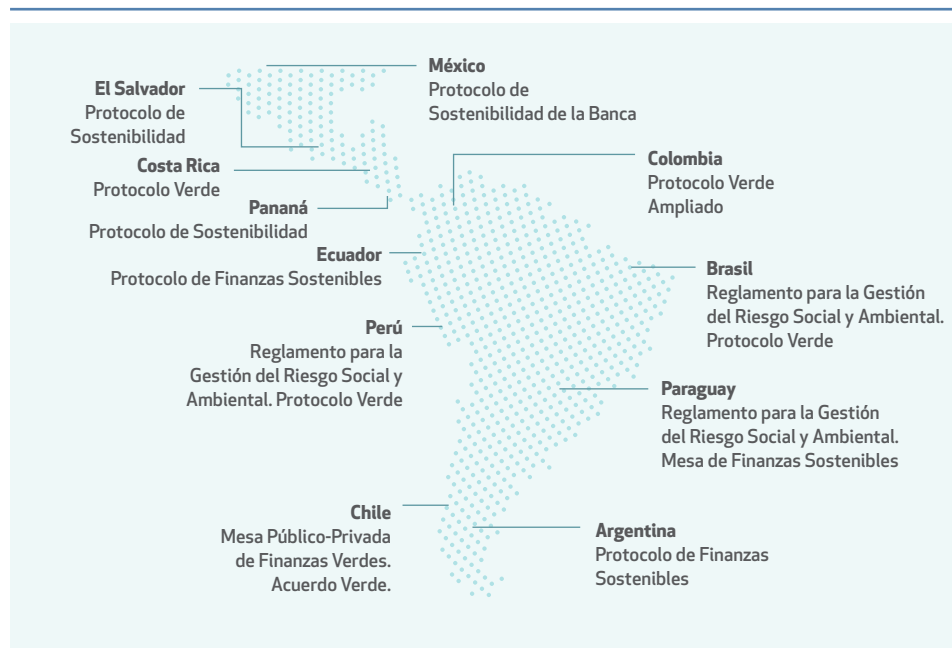 México
Protocolo de
Sostenibilidad de la Banca
El Salvador
Protocolo de
Sostenibilidad
Costa Rica
Protocolo Verde
Pananá
Protocolo de Sostenibilidad
Ecuador
Protocolo de Finanzas Sostenibles
Perú
Reglamento para la
Gestión del Riesgo Social y
Ambiental. Protocolo Verde
Chile
Mesa Público-Privada
de Finanzas Verdes.
Acuerdo Verde.
Colombia
Protocolo Verde
Ampliado
Brasil
Reglamento para la Gestión
del Riesgo Social y Ambiental.
Protocolo Verde
Paraguay
Reglamento para la Gestión
del Riesgo Social y Ambiental.
Mesa de Finanzas Sostenibles
Argentina
Protocolo de Finanzas
Sostenibles